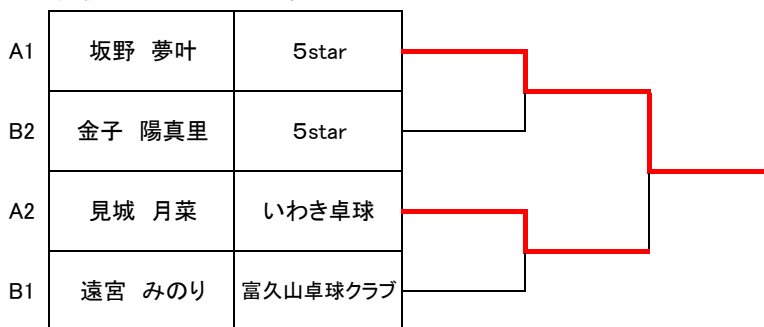 A1 坂野 夢叶 5star
B2 金子 陽真里 5star
A2 見城 月菜 いわき卓球
B1 遠宮 みのり 富久山卓球クラブ